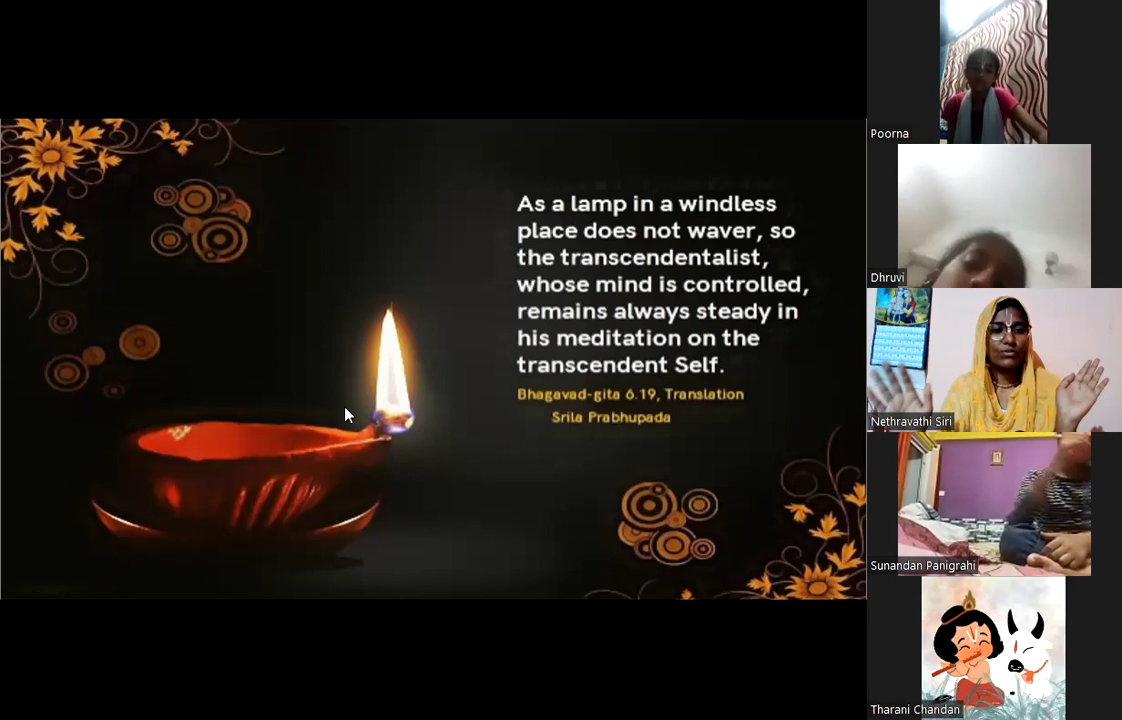 As a lamp in a windless
place does not waver, so
the transcendentalist,
whose mind is controlled,
remains always steady in
his meditation on the
transcendent Self.
Bhagavad-gita 6.19, Translation
Srila Prabhupada
Poorna
Dhruvi
Nethravathi Siri
Sunandan Panigrahi
Tharani Chandan